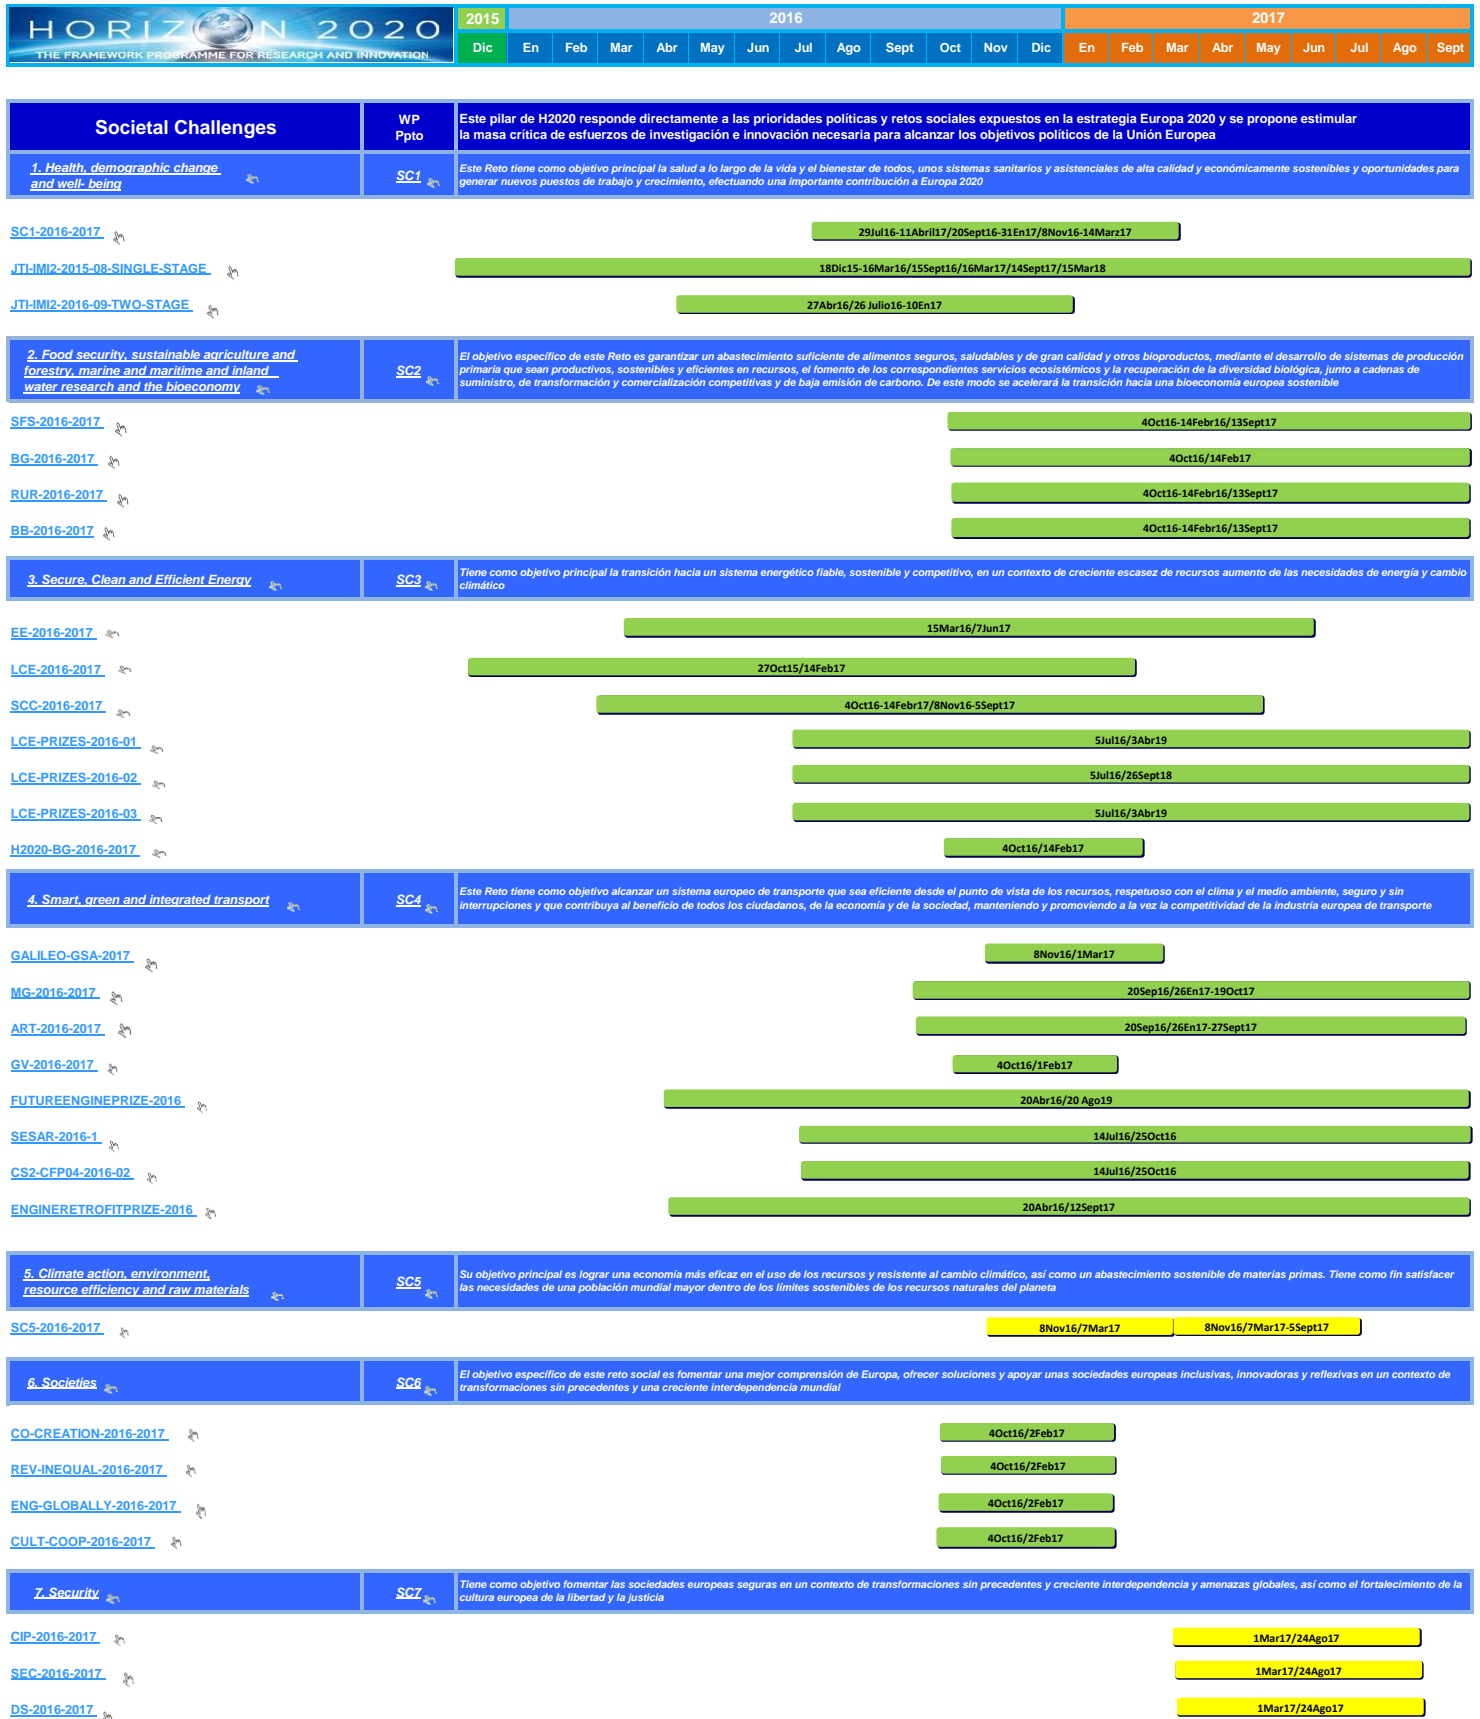 HORIZON 2020
THE FRAMEWORK PROGRAMME FOR RESEARCH AND INNOVATION
2015 2016 2017
Dic En Feb Mar Abr May Jun Jul Ago Sept Oct Nov Dic En Feb Mar Abr May Jun Jul Ago Sept
Societal Challenges
WP
Ppto
Este pilar de H2020 responde directamente a las prioridades políticas y retos sociales expuestos en la estrategia Europa 2020 y se propone estimular
la masa crítica de esfuerzos de investigación e innovación necesaria para alcanzar los objetivos políticos de la Unión Europea
1. Health, demographic change
and well- being
SC1
Este Reto tiene como objetivo principal la salud a lo largo de la vida y el bienestar de todos, unos sistemas sanitarios y asistenciales de alta calidad y económicamente sostenibles y oportunidades para
generar nuevos puestos de trabajo y crecimiento, efectuando una importante contribución a Europa 2020
SC1-2016-2017 29Jul16-11Abril17/20Sept16-31En17/8Nov16-14Marz17
JTI-IMI2-2015-08-SINGLE-STAGE 18Dic15-16Mar16/15Sept16/16Mar17/14Sept17/15Mar18
JTI-IMI2-2016-09-TWO-STAGE 27Abr16/26 Julio16-10En17
2. Food security, sustainable agriculture and
forestry, marine and maritime and inland
water research and the bioeconomy
SC2
El objetivo específico de este Reto es garantizar un abastecimiento suficiente de alimentos seguros, saludables y de gran calidad y otros bioproductos, mediante el desarrollo de sistemas de producción
primaria que sean productivos, sostenibles y eficientes en recursos, el fomento de los correspondientes servicios ecosistémicos y la recuperación de la diversidad biológica, junto a cadenas de
suministro, de transformación y comercialización competitivas y de baja emisión de carbono. De este modo se acelerará la transición hacia una bioeconomía europea sostenible
SFS-2016-2017 4Oct16-14Febr16/13Sept17
BG-2016-2017 4Oct16/14Feb17
RUR-2016-2017 4Oct16-14Febr16/13Sept17
BB-2016-2017 4Oct16-14Febr16/13Sept17
3. Secure, Clean and Efficient Energy
SC3
Tiene como objetivo principal la transición hacia un sistema energético fiable, sostenible y competitivo, en un contexto de creciente escasez de recursos aumento de las necesidades de energía y cambio
climático
EE-2016-2017 15Mar16/7Jun17
LCE-2016-2017 27Oct15/14Feb17
SCC-2016-2017 4Oct16-14Febr17/8Nov16-5Sept17
LCE-PRIZES-2016-01 5Jul16/3Abr19
LCE-PRIZES-2016-02 5Jul16/26Sept18
LCE-PRIZES-2016-03 5Jul16/3Abr19
H2020-BG-2016-2017 4Oct16/14Feb17
4. Smart, green and integrated transport
SC4
Este Reto tiene como objetivo alcanzar un sistema europeo de transporte que sea eficiente desde el punto de vista de los recursos, respetuoso con el clima y el medio ambiente, seguro y sin
interrupciones y que contribuya al beneficio de todos los ciudadanos, de la economía y de la sociedad, manteniendo y promoviendo a la vez la competitividad de la industria europea de transporte
GALILEO-GSA-2017 8Nov16/1Mar17
MG-2016-2017 20Sep16/26En17-19Oct17
ART-2016-2017 20Sep16/26En17-27Sept17
GV-2016-2017 4Oct16/1Feb17
FUTUREENGINEPRIZE-2016 20Abr16/20 Ago19
SESAR-2016-1 14Jul16/25Oct16
CS2-CFP04-2016-02 14Jul16/25Oct16
ENGINERETROFITPRIZE-2016 20Abr16/12Sept17
5. Climate action, environment,
resource efficiency and raw materials
SC5
Su objetivo principal es lograr una economía más eficaz en el uso de los recursos y resistente al cambio climático, así como un abastecimiento sostenible de materias primas. Tiene como fin satisfacer
las necesidades de una población mundial mayor dentro de los límites sostenibles de los recursos naturales del planeta
SC5-2016-2017 8Nov16/7Mar17 8Nov16/7Mar17-5Sept17
6. Societies
SC6
El objetivo específico de este reto social es fomentar una mejor comprensión de Europa, ofrecer soluciones y apoyar unas sociedades europeas inclusivas, innovadoras y reflexivas en un contexto de
transformaciones sin precedentes y una creciente interdependencia mundial
CO-CREATION-2016-2017 4Oct16/2Feb17
REV-INEQUAL-2016-2017 4Oct16/2Feb17
ENG-GLOBALLY-2016-2017 4Oct16/2Feb17
CULT-COOP-2016-2017 4Oct16/2Feb17
7. Security
SC7
Tiene como objetivo fomentar las sociedades europeas seguras en un contexto de transformaciones sin precedentes y creciente interdependencia y amenazas globales, así como el fortalecimiento de la
cultura europea de la libertad y la justicia
CIP-2016-2017 1Mar17/24Ago17
SEC-2016-2017 1Mar17/24Ago17
DS-2016-2017 1Mar17/24Ago17